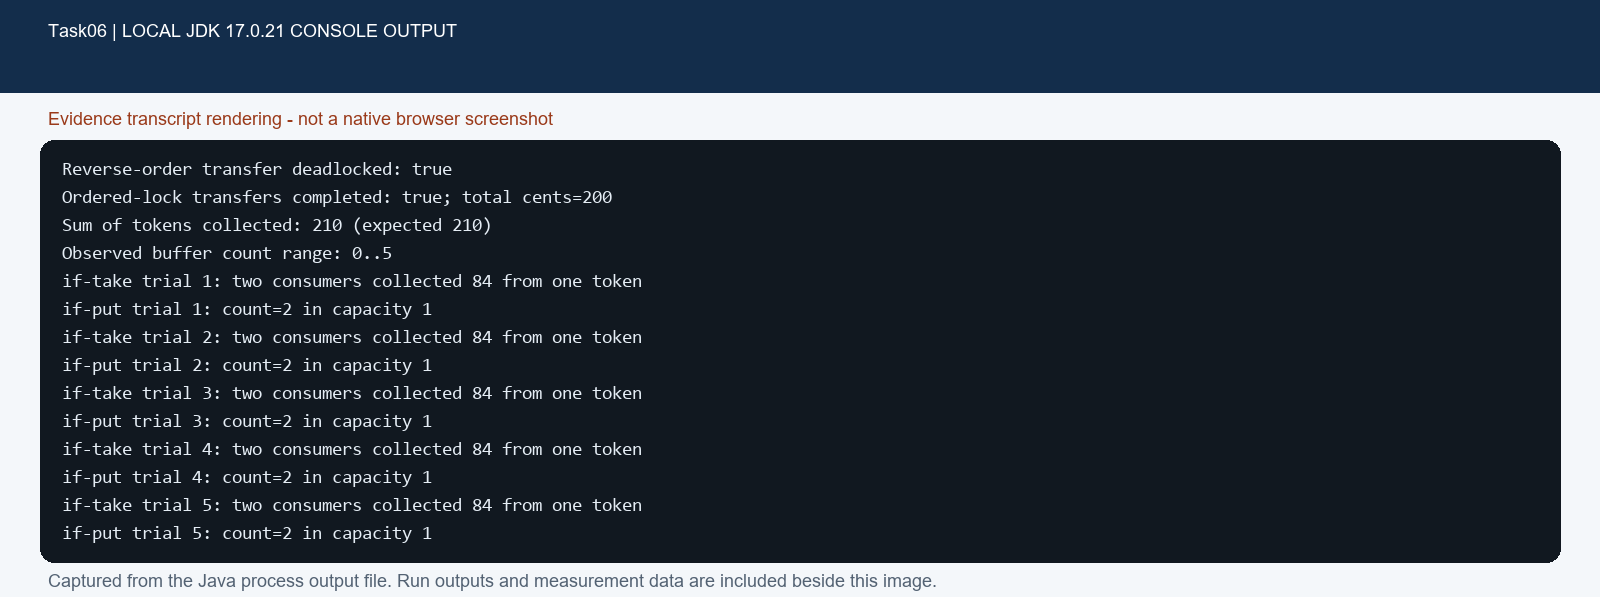 Task06 | LOCAL JDK 17.0.21 CONSOLE OUTPUT
Evidence transcript rendering - not a native browser screenshot
Reverse-order transfer deadlocked: true
Ordered-lock transfers completed: true; total cents=200
Sum of tokens collected: 210 (expected 210)
Observed buffer count range: 0..5
if-take trial 1: two consumers collected 84 from one token
if-put trial 1: count=2 in capacity 1
if-take trial 2: two consumers collected 84 from one token
if-put trial 2: count=2 in capacity 1
if-take trial 3: two consumers collected 84 from one token
if-put trial 3: count=2 in capacity 1
if-take trial 4: two consumers collected 84 from one token
if-put trial 4: count=2 in capacity 1
if-take trial 5: two consumers collected 84 from one token
if-put trial 5: count=2 in capacity 1
Captured from the Java process output file. Run outputs and measurement data are included beside this image.